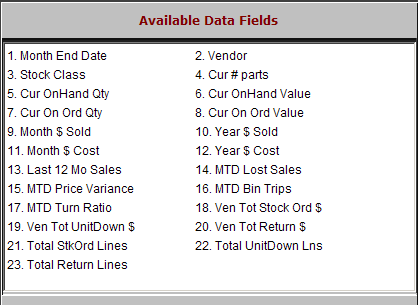 Available Data Fields
1. Month End Date 2. Vendor
3. Stock Class 4. Cur # parts
5. Cur OnHand Qty 6. Cur OnHand Value
7. Cur On Ord Qty 8. Cur On Ord Value
9. Month $ Sold 10. Year $ Sold
11. Month $ Cost 12. Year $ Cost
13. Last 12 Mo Sales 14. MTD Lost Sales
15. MTD Price Variance 16. MTD Bin Trips
17. MTD Turn Ratio 18. Ven Tot Stock Ord $
19. Ven Tot UnitDown $ 20. Ven Tot Return $
21. Total StkOrd Lines 22. Total UnitDown Lns
23. Total Return Lines